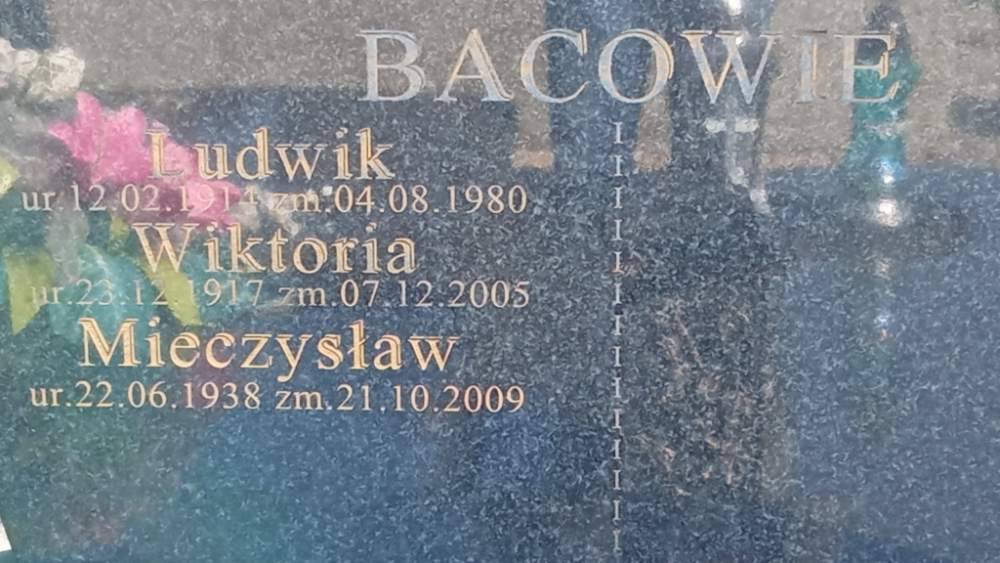 BACOWIE
Ludwik
ur.12.02.1914 zm.04.08.1980
Wiktoria
ur.23.12.1917 zm.07.12.2005
Mieczysław
ur.22.06.1938 zm.21.10.2009